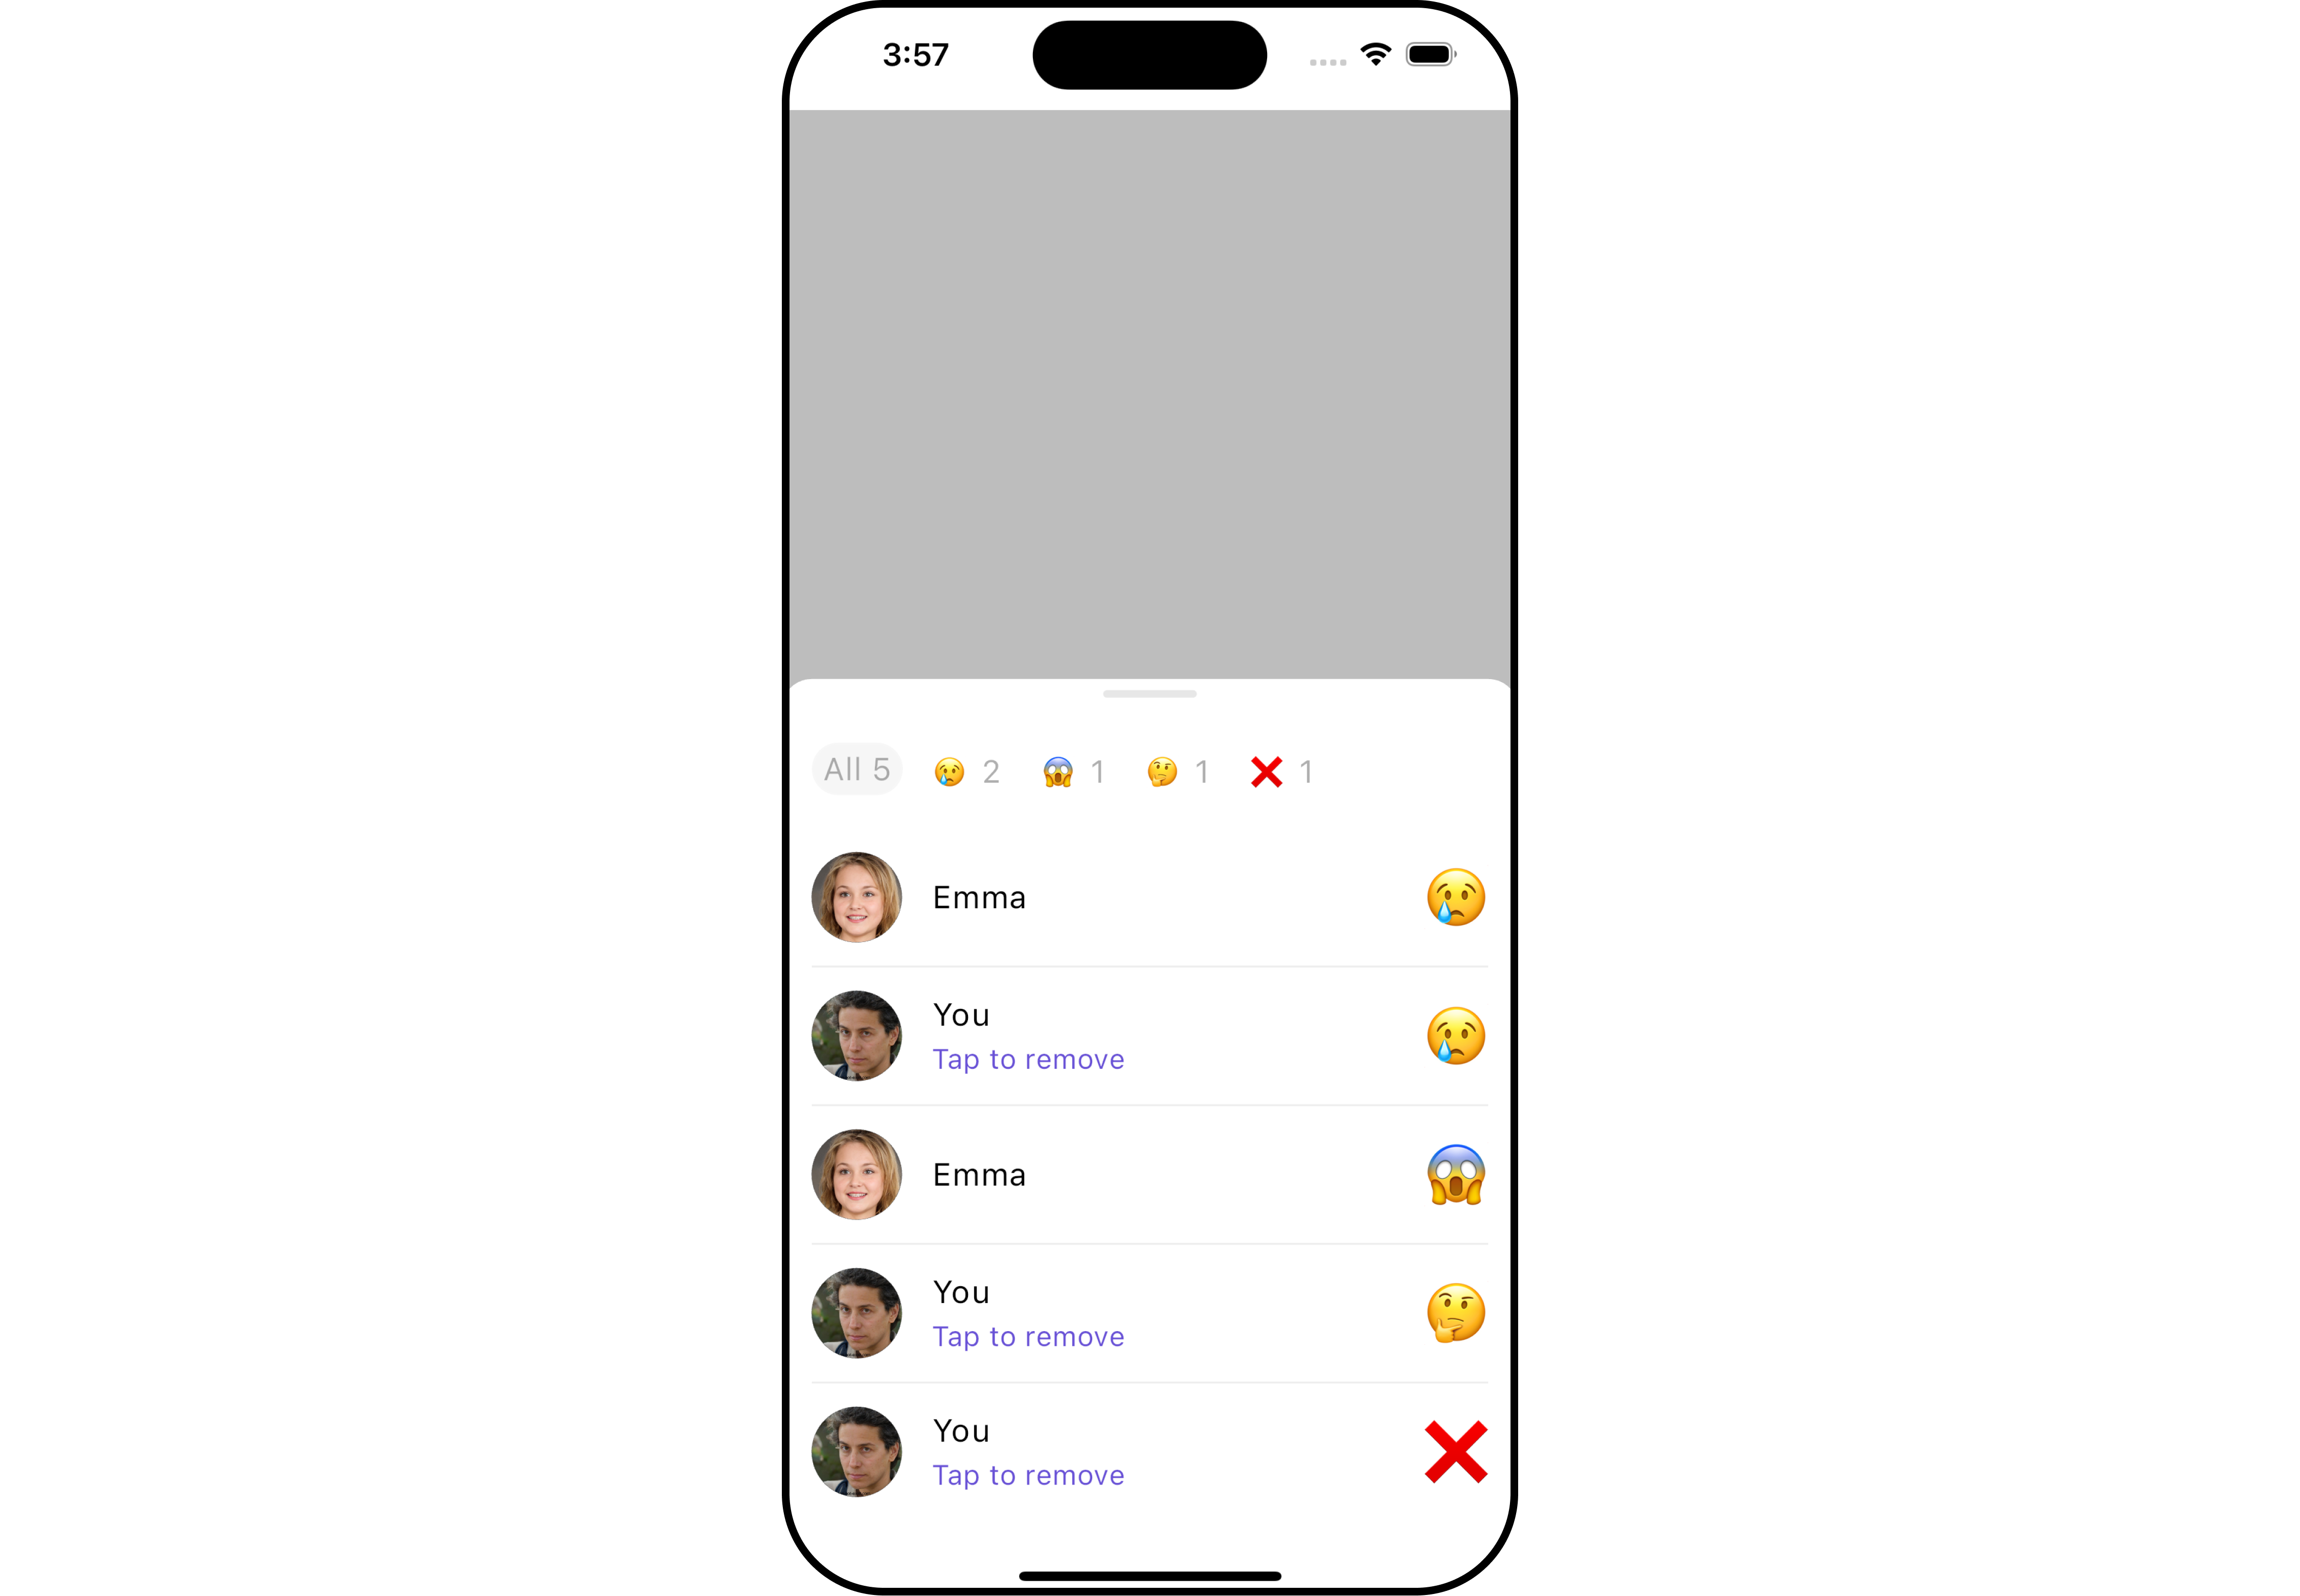 3:57
All 5 😢 2 😱 1 🤔 1 ❌ 1
Emma 😢
You
Tap to remove 😢
Emma 😱
You
Tap to remove 🤔
You
Tap to remove ❌